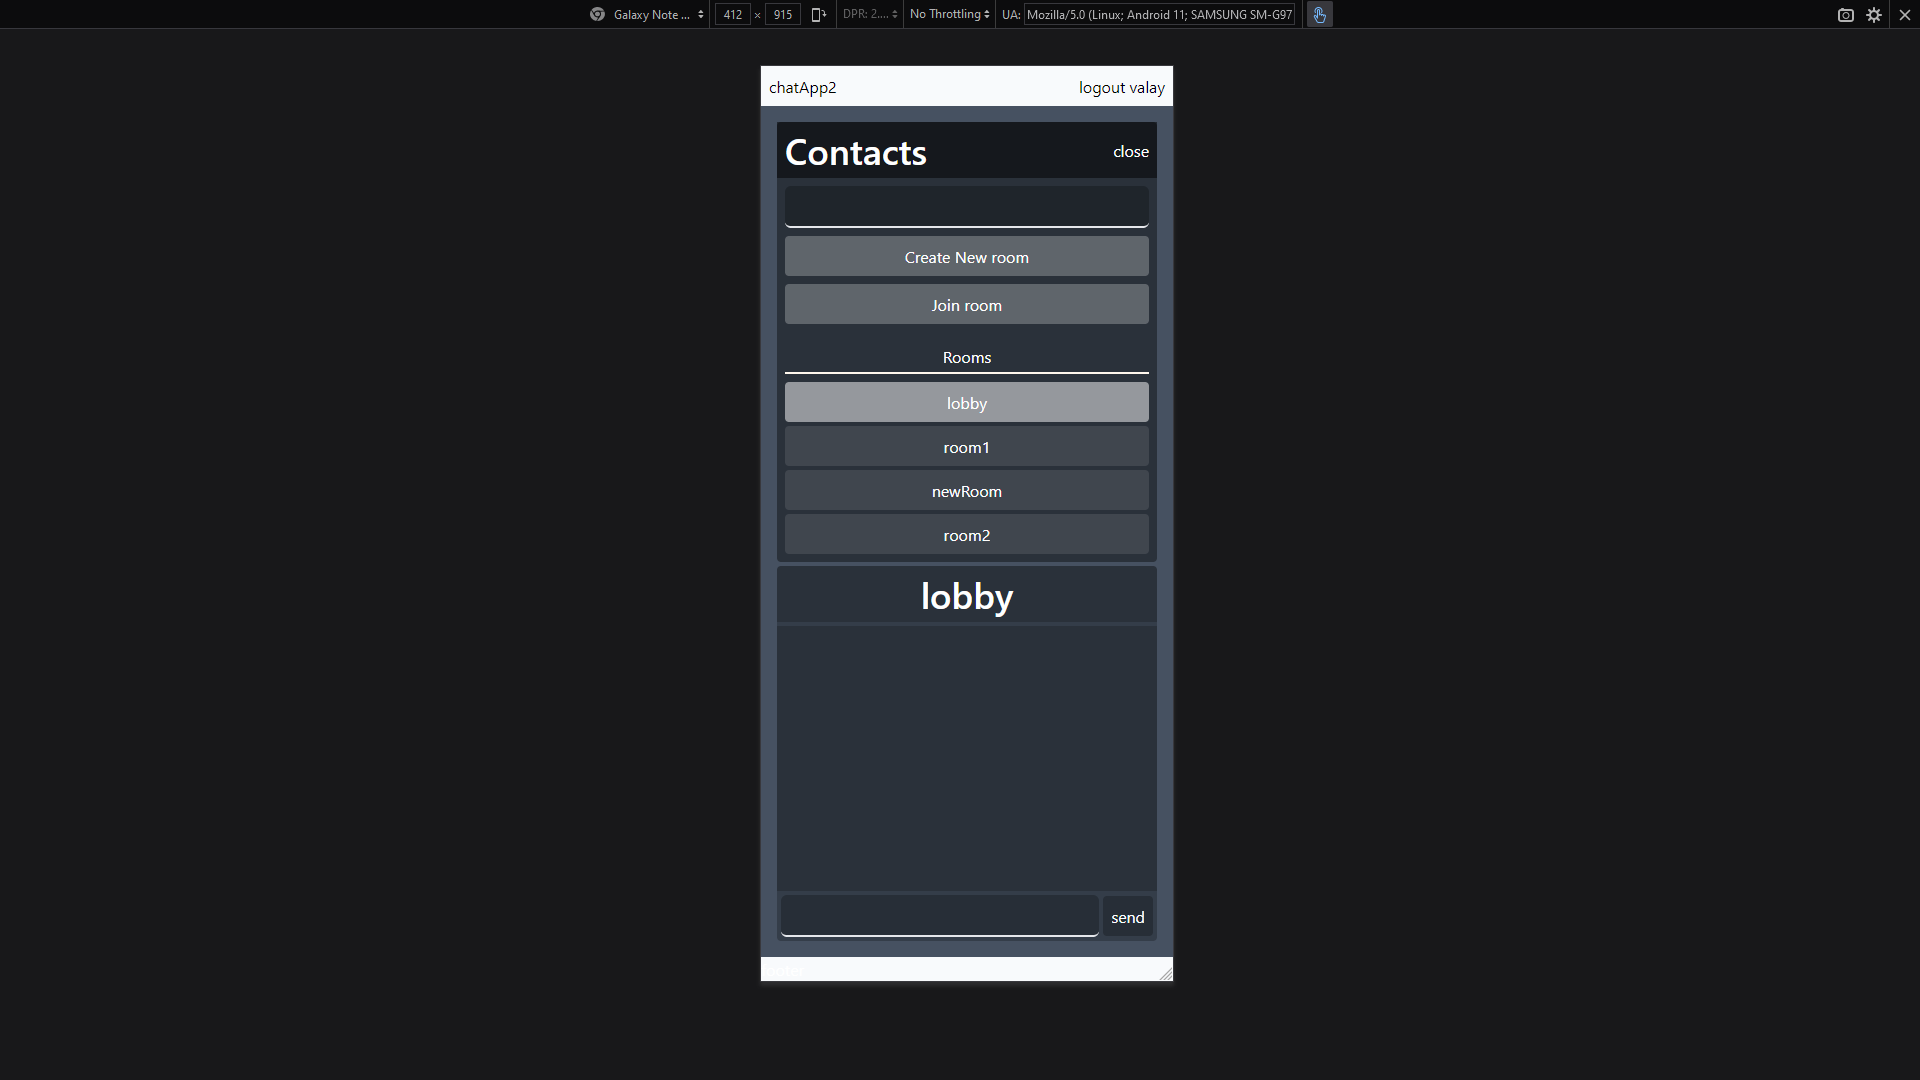 Galaxy Note ... 412 × 915 DPR: 2.... No Throttling UA: Mozilla/5.0 (Linux; Android 11; SAMSUNG SM-G97
chatApp2 logout valay
Contacts close
Create New room
Join room
Rooms
lobby
room1
newRoom
room2
lobby
send